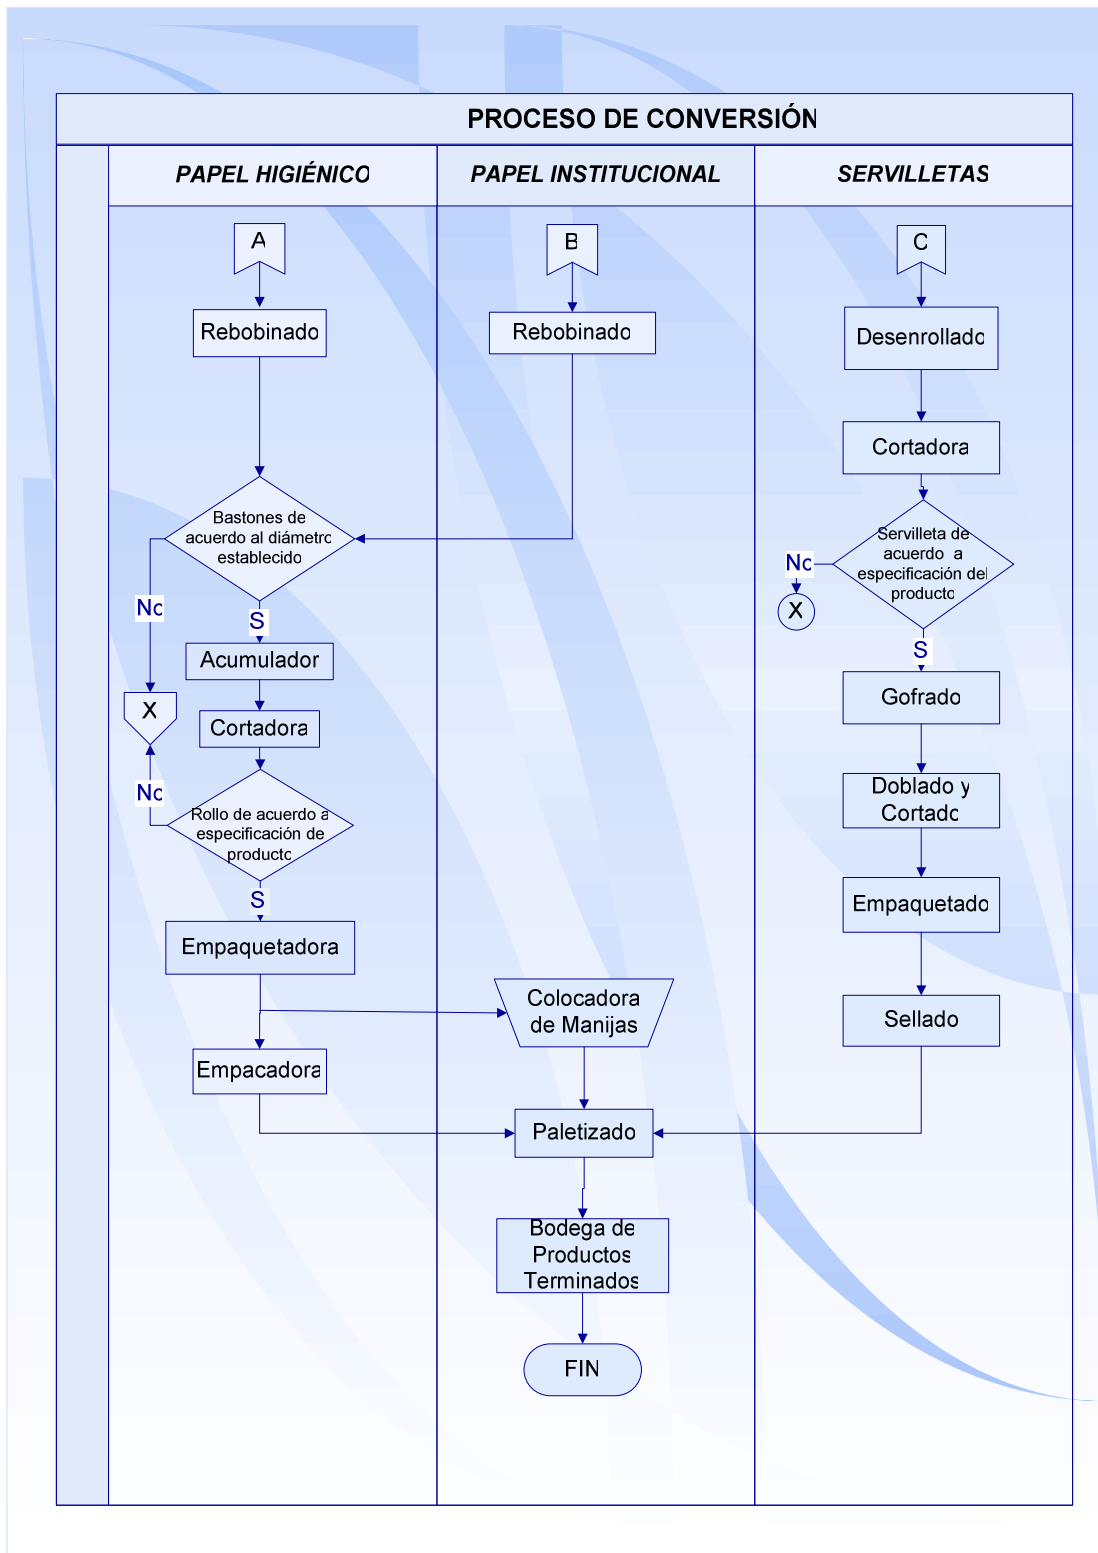 PROCESO DE CONVERSIÓN
PAPEL HIGIÉNICO
PAPEL INSTITUCIONAL
SERVILLETAS
A
B
C
Rebobinado
Rebobinado
Desenrollado
Cortadora
Bastones de
acuerdo al diámetro
establecido
Servilleta de
acuerdo a
especificación del
producto
No
X
No
S
S
Acumulador
X
Cortadora
Gofrado
No
Rollo de acuerdo a
especificación de
producto
Doblado y
Cortado
S
Empaquetadora
Empaquetado
Colocadora
de Manijas
Sellado
Empacadora
Paletizado
Bodega de
Productos
Terminados
FIN